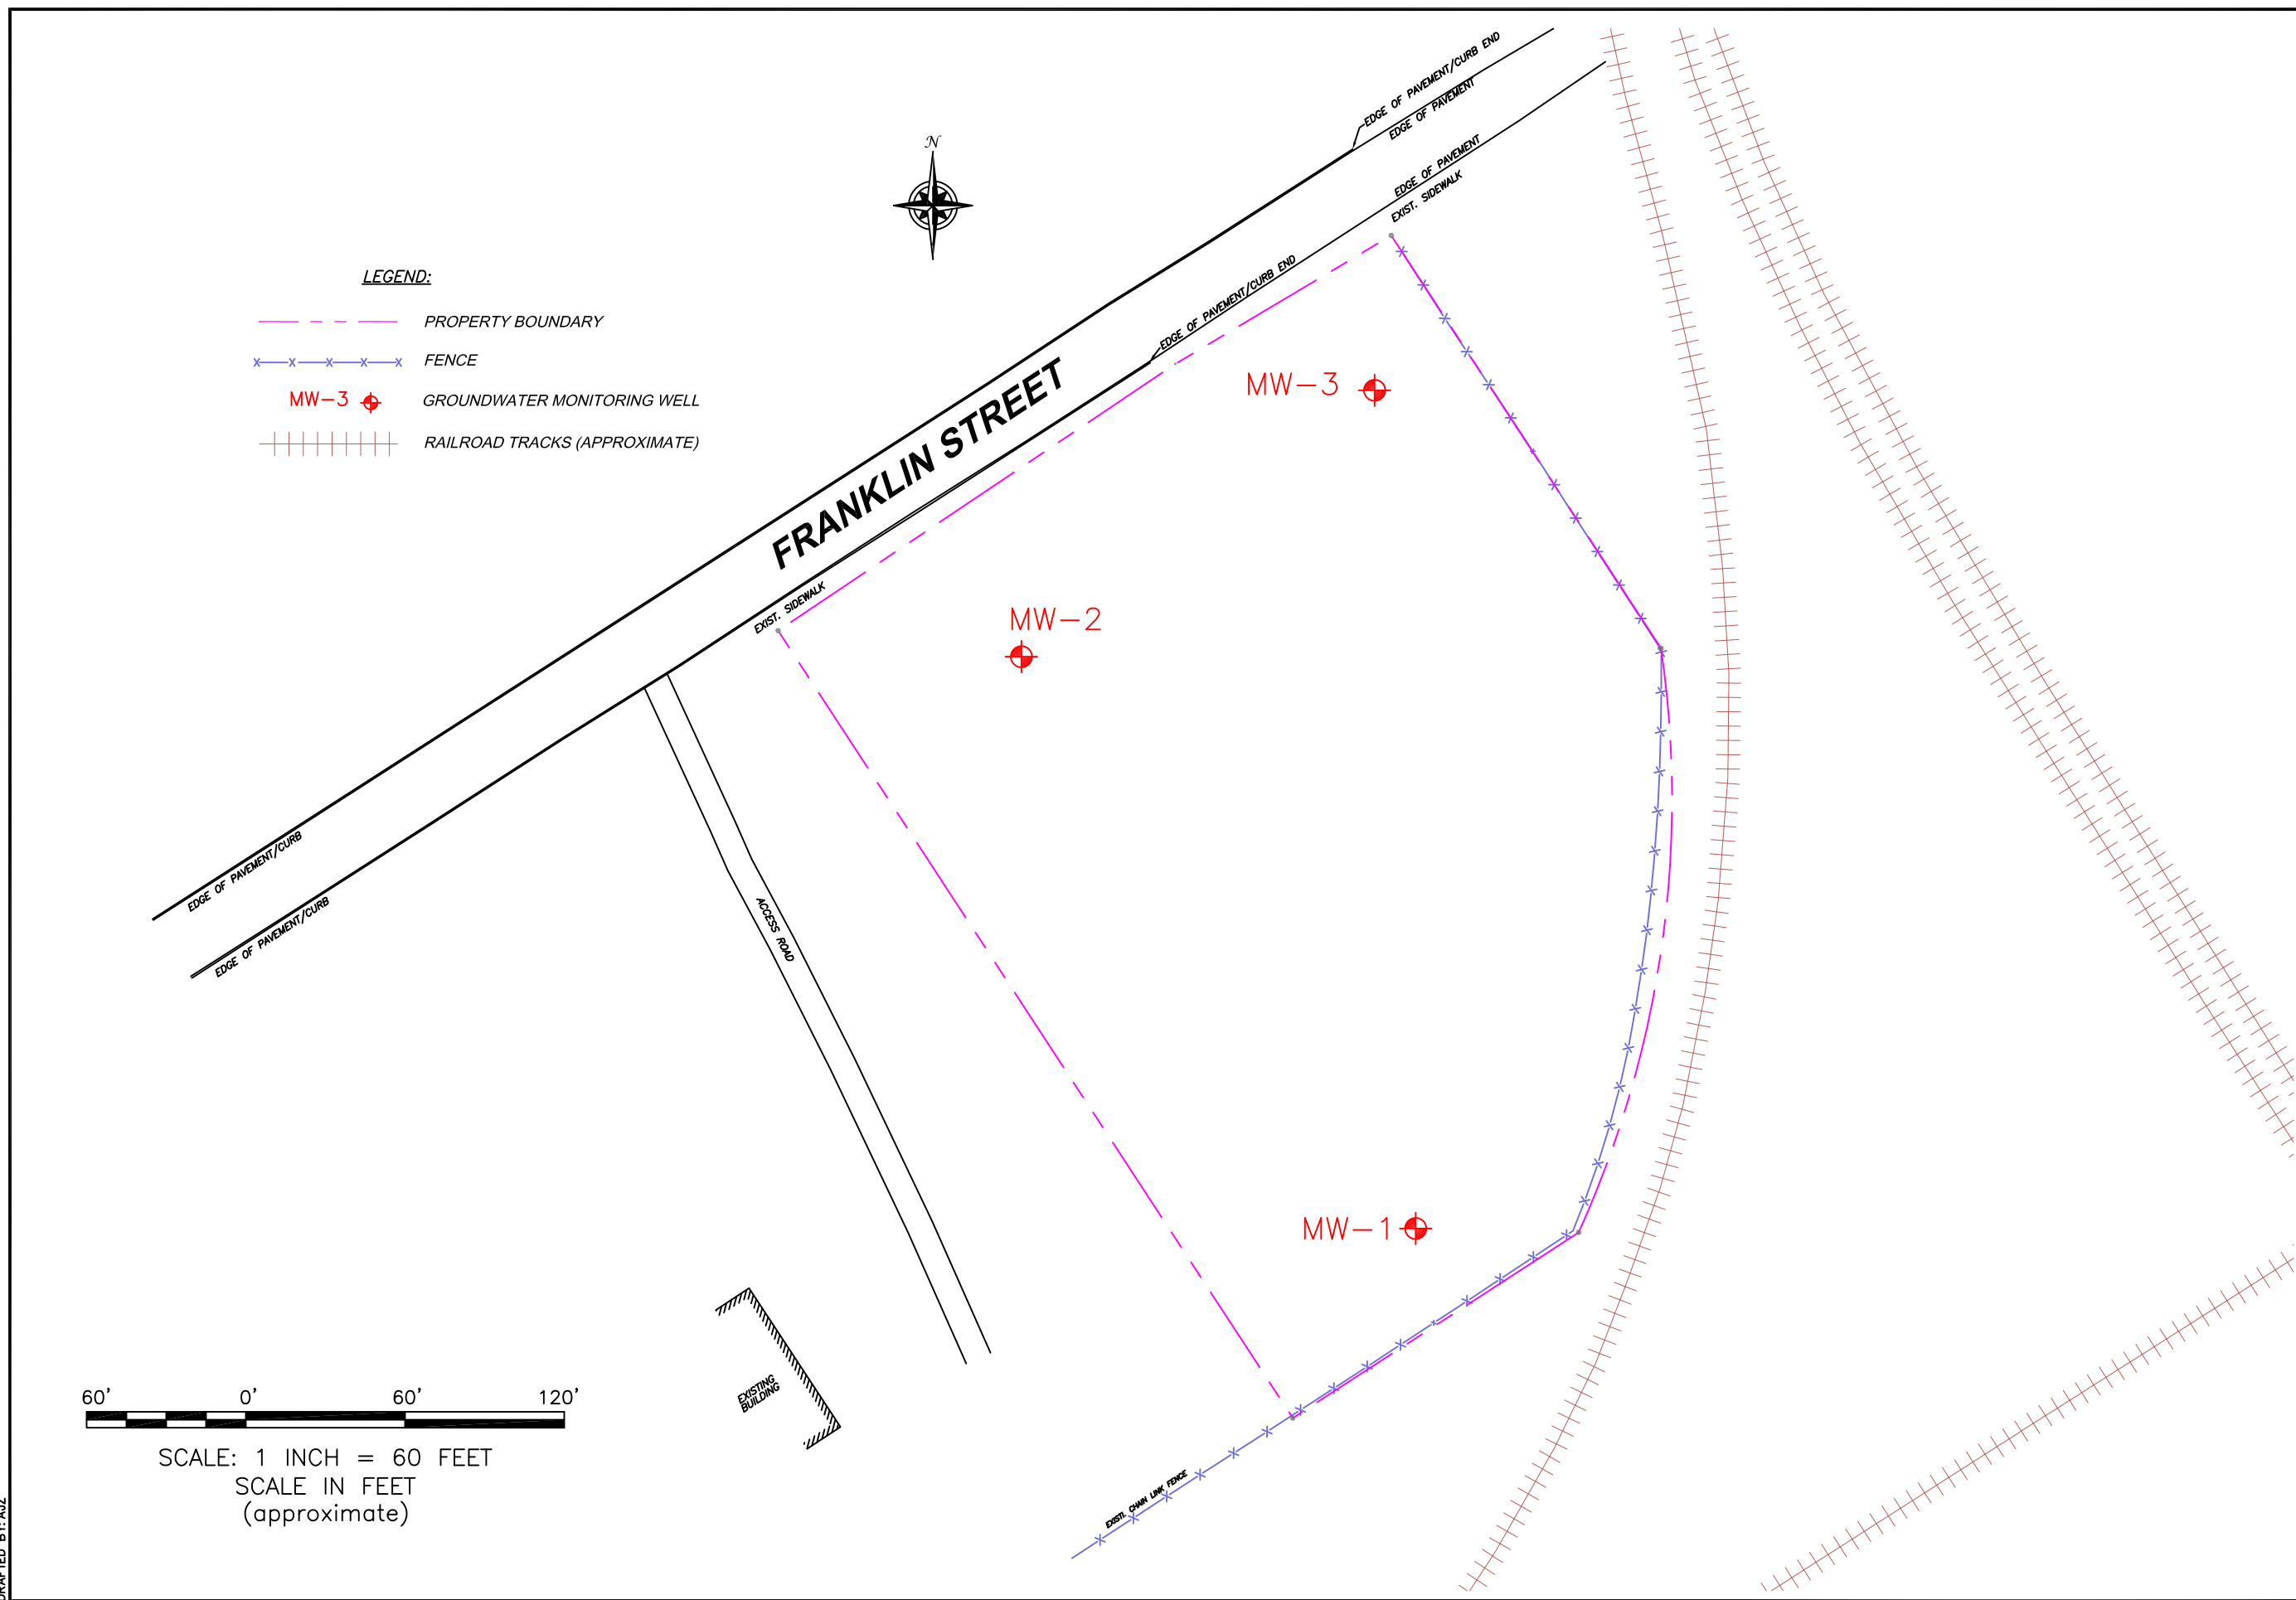 EDGE OF PAVEMENT/CURB END
EDGE OF PAVEMENT
EDGE OF PAVEMENT
EXIST. SIDEWALK
N
EDGE OF PAVEMENT/CURB END
LEGEND:
PROPERTY BOUNDARY
FENCE
MW-3 GROUNDWATER MONITORING WELL
RAILROAD TRACKS (APPROXIMATE)
FRANKLIN STREET
MW-3
EXIST. SIDEWALK
MW-2
EDGE OF PAVEMENT/CURB
EDGE OF PAVEMENT/CURB
ACCESS ROAD
MW-1
EXISTING
BUILDING
60' 0' 60' 120'
SCALE: 1 INCH = 60 FEET
SCALE IN FEET
(approximate)
EXIST. CHAIN LINK FENCE
DRAFTED BY: AJZ